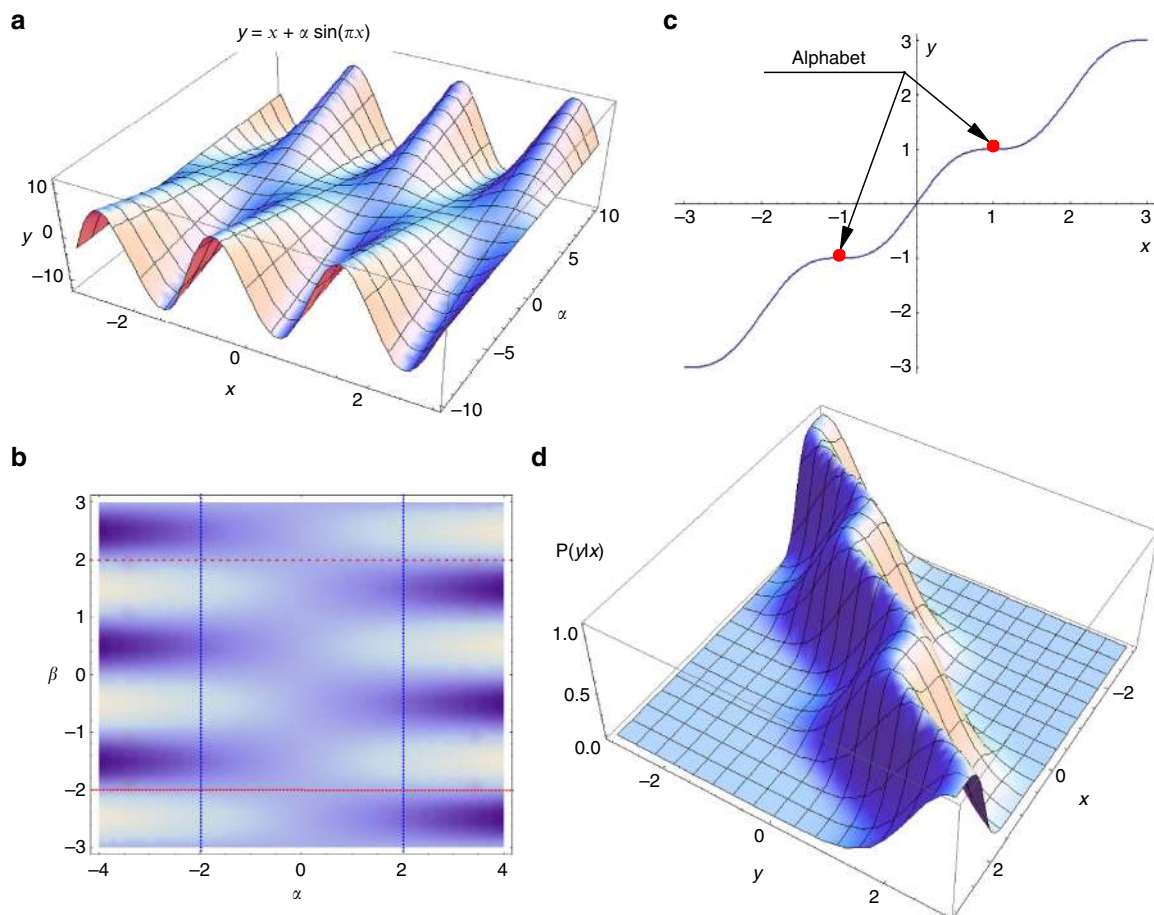 a
y = x + α sin(πx)
10
y 0
−10
−2
0
2
x
10
5
0
α
−5
−10
b
3
2
1
β 0
−1
−2
−3
−4 −2 0 2 4
α
c
3 y
Alphabet
2
1
−3 −2 −1 1 2 3
x
−1
−2
−3
d
P(y|x)
1.0
0.5
0.0
−2
0
y
2
−2
0
x
2